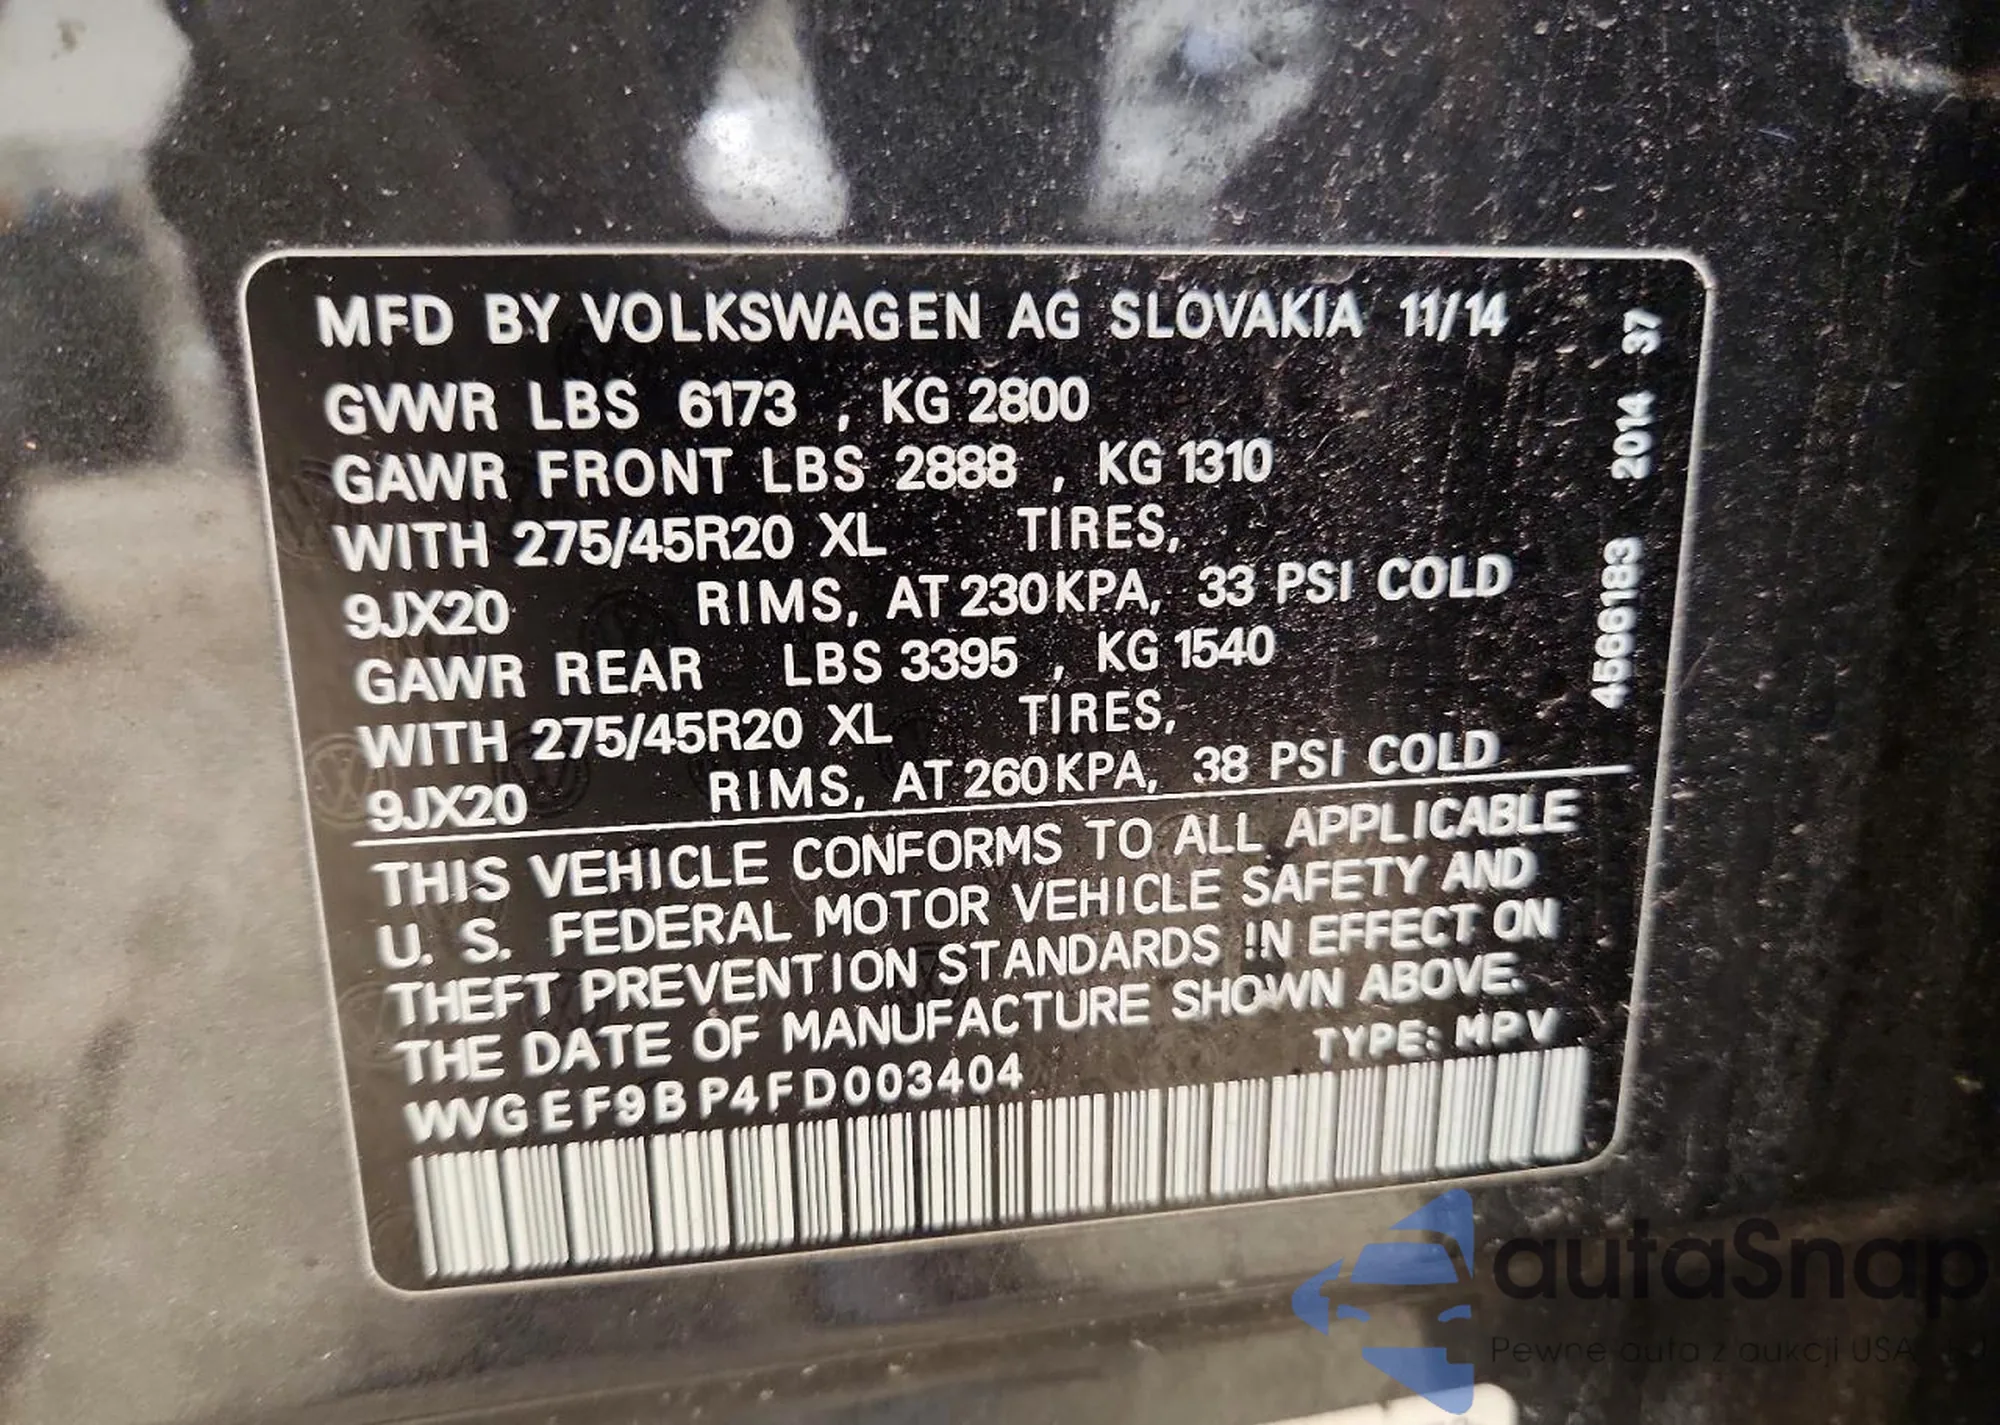 MFD BY VOLKSWAGEN AG SLOVAKIA 11/14
GVWR LBS 6173 , KG 2800
GAWR FRONT LBS 2888 , KG 1310
WITH 275/45R20 XL TIRES,
9JX20 RIMS, AT 230KPA, 33 PSI COLD
GAWR REAR LBS 3395 , KG 1540
WITH 275/45R20 XL TIRES,
9JX20 RIMS, AT 260KPA, 38 PSI COLD
THIS VEHICLE CONFORMS TO ALL APPLICABLE
U. S. FEDERAL MOTOR VEHICLE SAFETY AND
THEFT PREVENTION STANDARDS IN EFFECT ON
THE DATE OF MANUFACTURE SHOWN ABOVE.
WVGEF9BP4FD003404 TYPE: MPV
4566183 2014 37
autaSnap
Pewne auta z aukcji USA